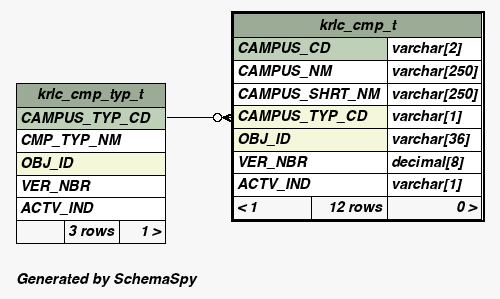 krlc_cmp_typ_t
CAMPUS_TYP_CD
CMP_TYP_NM
OBJ_ID
VER_NBR
ACTV_IND
3 rows 1 >
krlc_cmp_t
CAMPUS_CD varchar[2]
CAMPUS_NM varchar[250]
CAMPUS_SHRT_NM varchar[250]
CAMPUS_TYP_CD varchar[1]
OBJ_ID varchar[36]
VER_NBR decimal[8]
ACTV_IND varchar[1]
< 1 12 rows 0 >
Generated by SchemaSpy